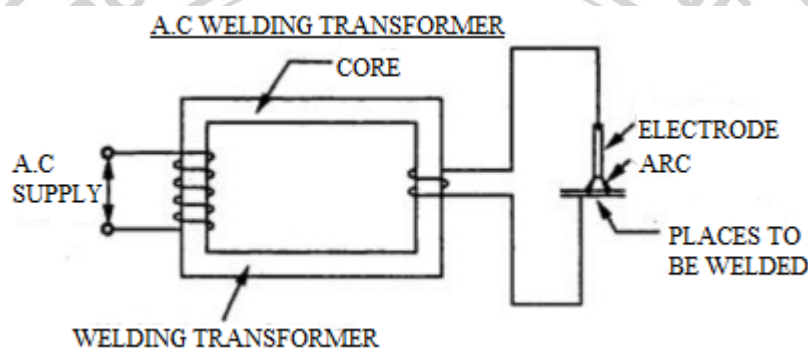 A.C WELDING TRANSFORMER
CORE
ELECTRODE
ARC
A.C
SUPPLY
PLACES TO
BE WELDED
WELDING TRANSFORMER